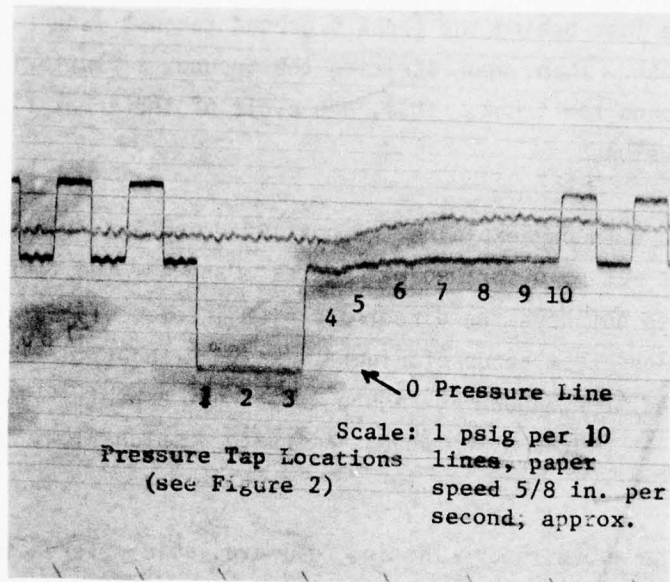 4 5 6 7 8 9 10
1 2 3
0 Pressure Line
Pressure Tap Locations
(see Figure 2)
Scale: 1 psig per 10
lines, paper
speed 5/8 in. per
second, approx.